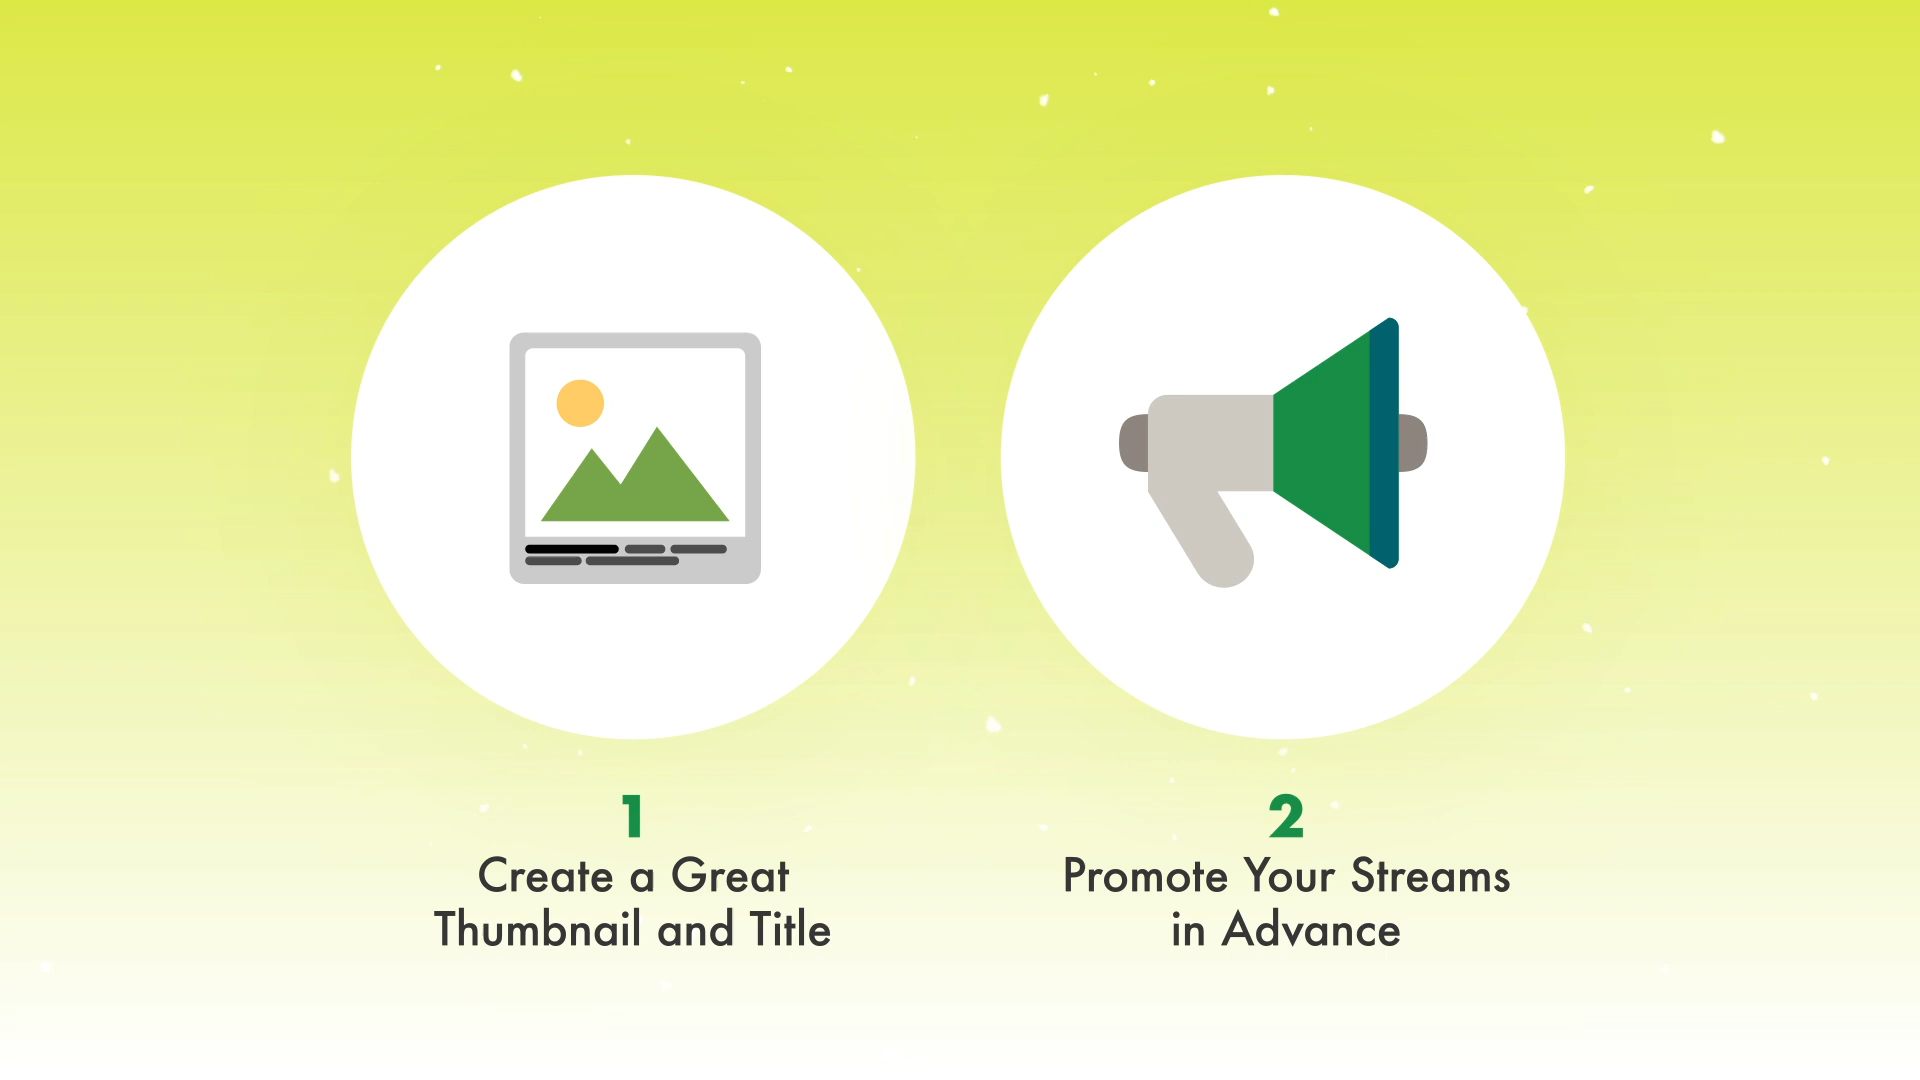 1
Create a Great
Thumbnail and Title
2
Promote Your Streams
in Advance